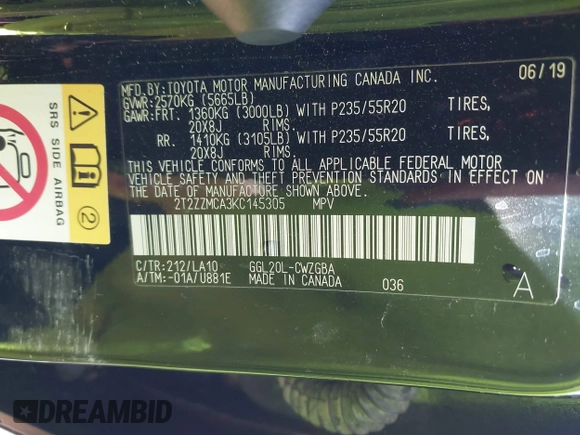 MFD.BY:TOYOTA MOTOR MANUFACTURING CANADA INC. 06/19
GVWR:2570KG (5665LB)
GAWR:FRT. 1360KG (3000LB) WITH P235/55R20 TIRES,
20X8J RIMS.
RR. 1410KG (3105LB) WITH P235/55R20 TIRES,
20X8J RIMS.
THIS VEHICLE CONFORMS TO ALL APPLICABLE FEDERAL MOTOR
VEHICLE SAFETY AND THEFT PREVENTION STANDARDS IN EFFECT ON
THE DATE OF MANUFACTURE SHOWN ABOVE.
2T2ZZMCA3KC145305 MPV
C/TR:212/LA10 GGL20L-CWZGBA
A/TM:-01A/U881E MADE IN CANADA 036 A
SRS SIDE AIRBAG
2
DREAMBID